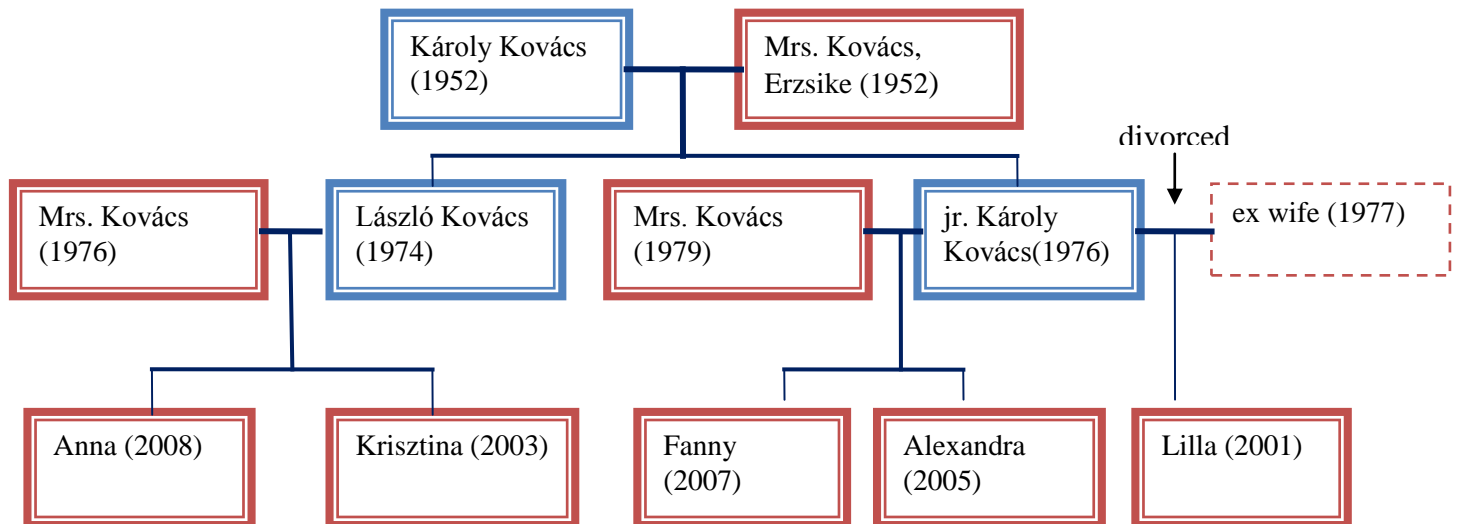 Károly Kovács
(1952)
Mrs. Kovács,
Erzsike (1952)
divorced
Mrs. Kovács
(1976)
László Kovács
(1974)
Mrs. Kovács
(1979)
jr. Károly
Kovács(1976)
ex wife (1977)
Anna (2008)
Krisztina (2003)
Fanny
(2007)
Alexandra
(2005)
Lilla (2001)